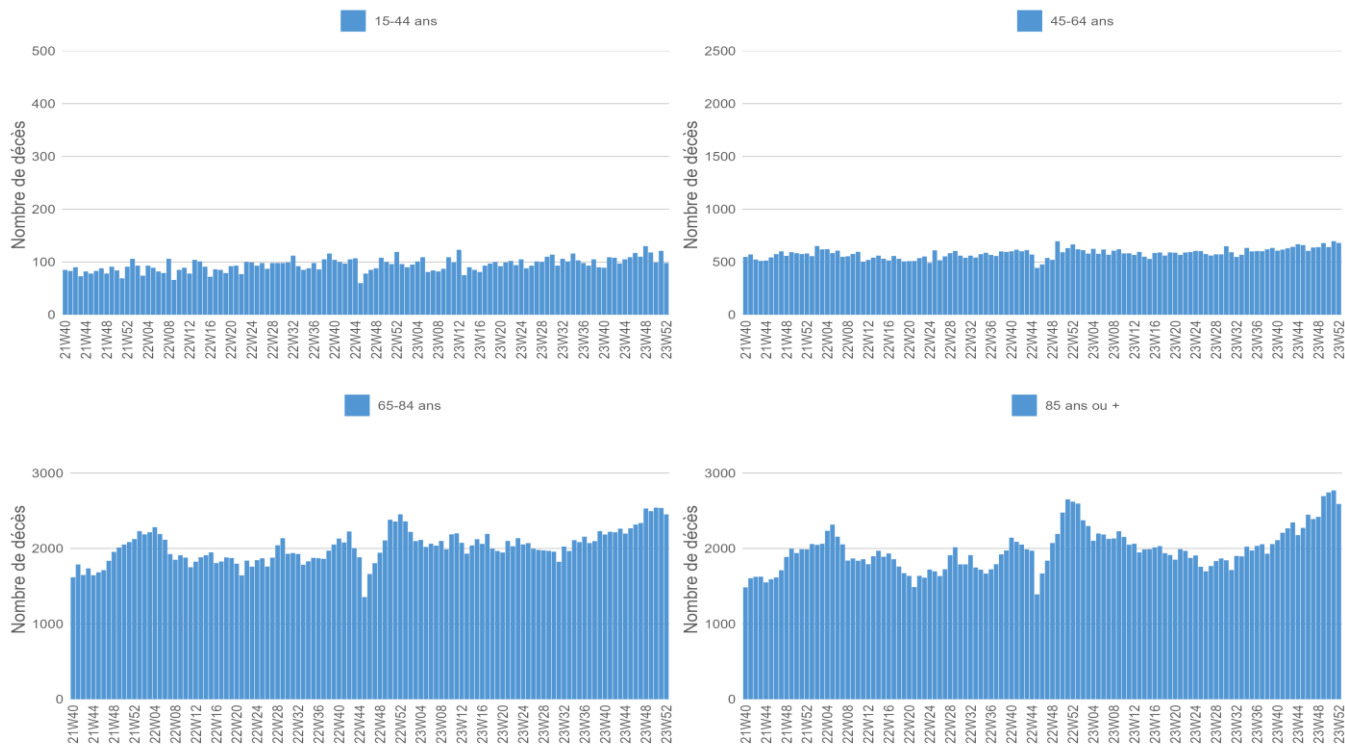 15-44 ans
Nombre de décès
500
400
300
200
100
0
21W40 21W44 21W48 21W52 22W04 22W08 22W12 22W16 22W20 22W24 22W28 22W32 22W36 22W40 22W44 22W48 22W52 23W04 23W08 23W12 23W16 23W20 23W24 23W28 23W32 23W36 23W40 23W44 23W48 23W52
45-64 ans
Nombre de décès
2500
2000
1500
1000
500
0
21W40 21W44 21W48 21W52 22W04 22W08 22W12 22W16 22W20 22W24 22W28 22W32 22W36 22W40 22W44 22W48 22W52 23W04 23W08 23W12 23W16 23W20 23W24 23W28 23W32 23W36 23W40 23W44 23W48 23W52
65-84 ans
Nombre de décès
3000
2000
1000
0
21W40 21W44 21W48 21W52 22W04 22W08 22W12 22W16 22W20 22W24 22W28 22W32 22W36 22W40 22W44 22W48 22W52 23W04 23W08 23W12 23W16 23W20 23W24 23W28 23W32 23W36 23W40 23W44 23W48 23W52
85 ans ou +
Nombre de décès
3000
2000
1000
0
21W40 21W44 21W48 21W52 22W04 22W08 22W12 22W16 22W20 22W24 22W28 22W32 22W36 22W40 22W44 22W48 22W52 23W04 23W08 23W12 23W16 23W20 23W24 23W28 23W32 23W36 23W40 23W44 23W48 23W52